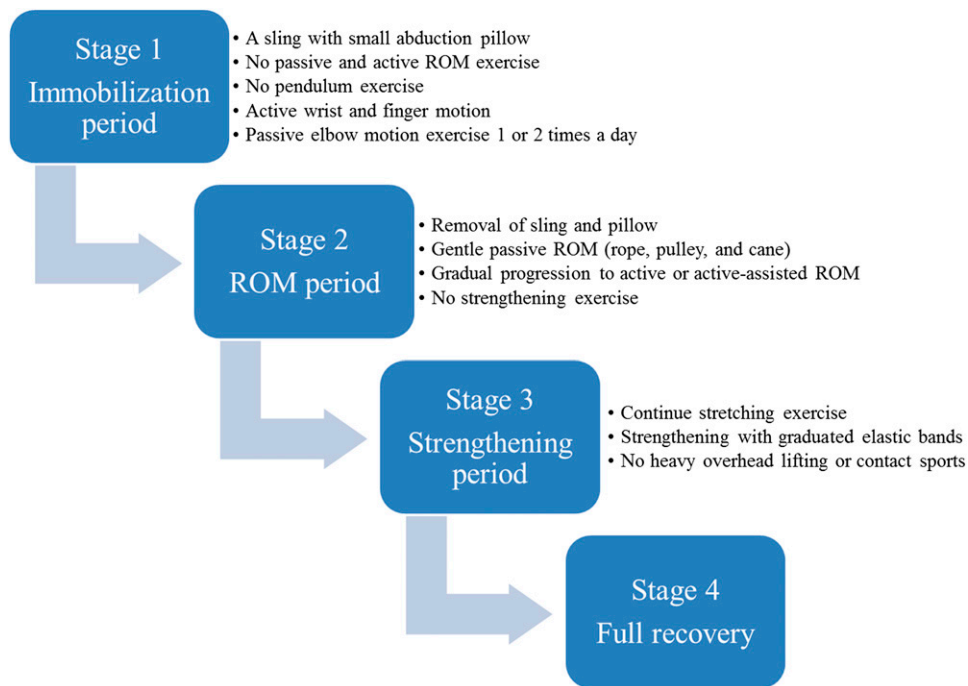 Stage 1
Immobilization
period
• A sling with small abduction pillow
• No passive and active ROM exercise
• No pendulum exercise
• Active wrist and finger motion
• Passive elbow motion exercise 1 or 2 times a day
Stage 2
ROM period
• Removal of sling and pillow
• Gentle passive ROM (rope, pulley, and cane)
• Gradual progression to active or active-assisted ROM
• No strengthening exercise
Stage 3
Strengthening
period
• Continue stretching exercise
• Strengthening with graduated elastic bands
• No heavy overhead lifting or contact sports
Stage 4
Full recovery